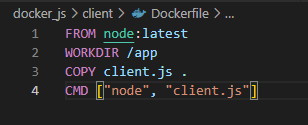 docker_js > client > Dockerfile > ...
1 FROM node:latest
2 WORKDIR /app
3 COPY client.js .
4 CMD ["node", "client.js"]